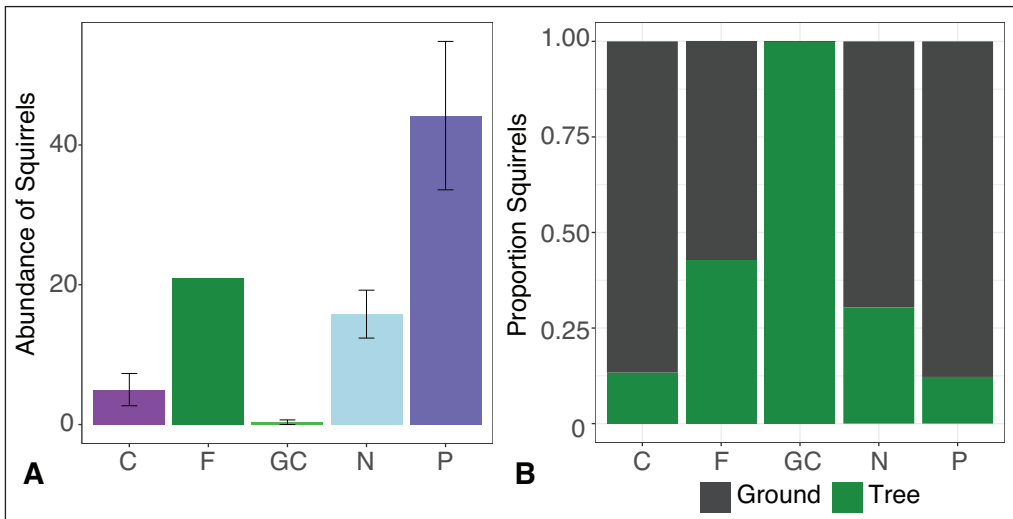 Abundance of Squirrels
40
20
0
C F GC N P
A
Proportion Squirrels
1.00
0.75
0.50
0.25
0
C F GC N P
B
Ground Tree